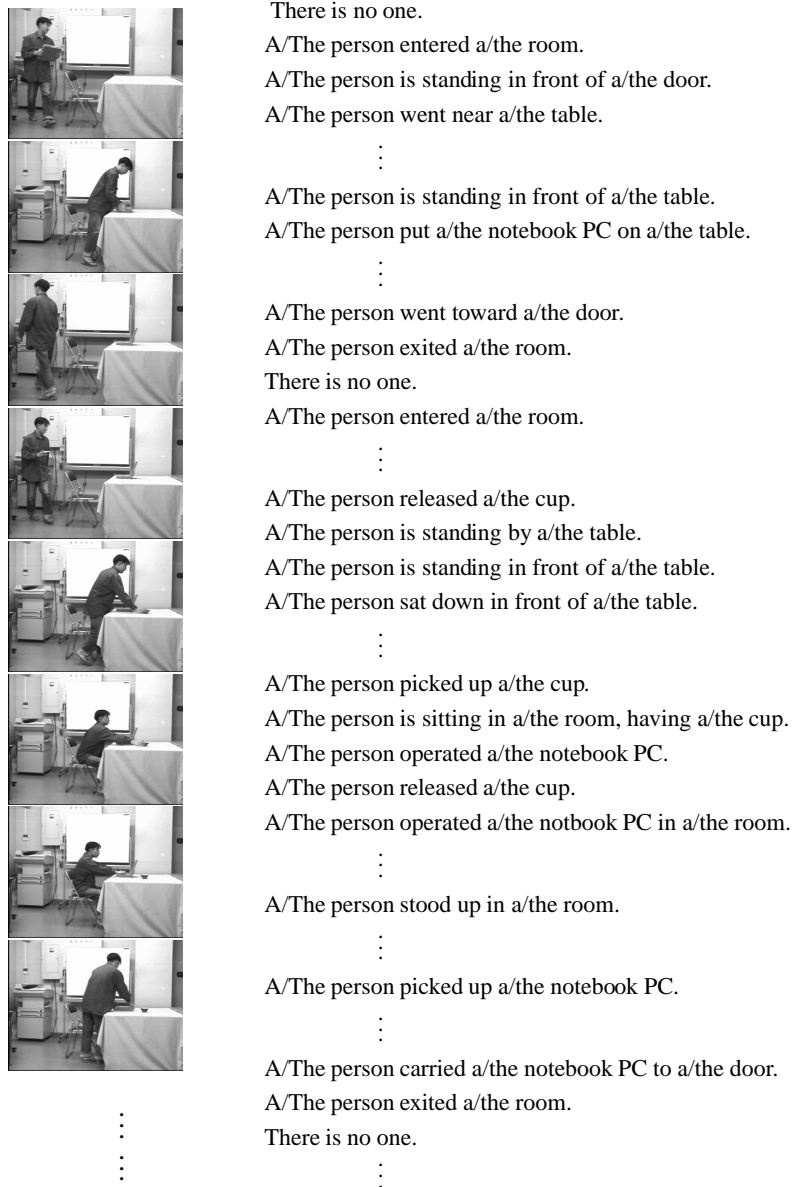 There is no one.
A/The person entered a/the room.
A/The person is standing in front of a/the door.
A/The person went near a/the table.
⋮
A/The person is standing in front of a/the table.
A/The person put a/the notebook PC on a/the table.
⋮
A/The person went toward a/the door.
A/The person exited a/the room.
There is no one.
A/The person entered a/the room.
⋮
A/The person released a/the cup.
A/The person is standing by a/the table.
A/The person is standing in front of a/the table.
A/The person sat down in front of a/the table.
⋮
A/The person picked up a/the cup.
A/The person is sitting in a/the room, having a/the cup.
A/The person operated a/the notebook PC.
A/The person released a/the cup.
A/The person operated a/the notbook PC in a/the room.
⋮
A/The person stood up in a/the room.
⋮
A/The person picked up a/the notebook PC.
⋮
A/The person carried a/the notebook PC to a/the door.
A/The person exited a/the room.
There is no one.
⋮